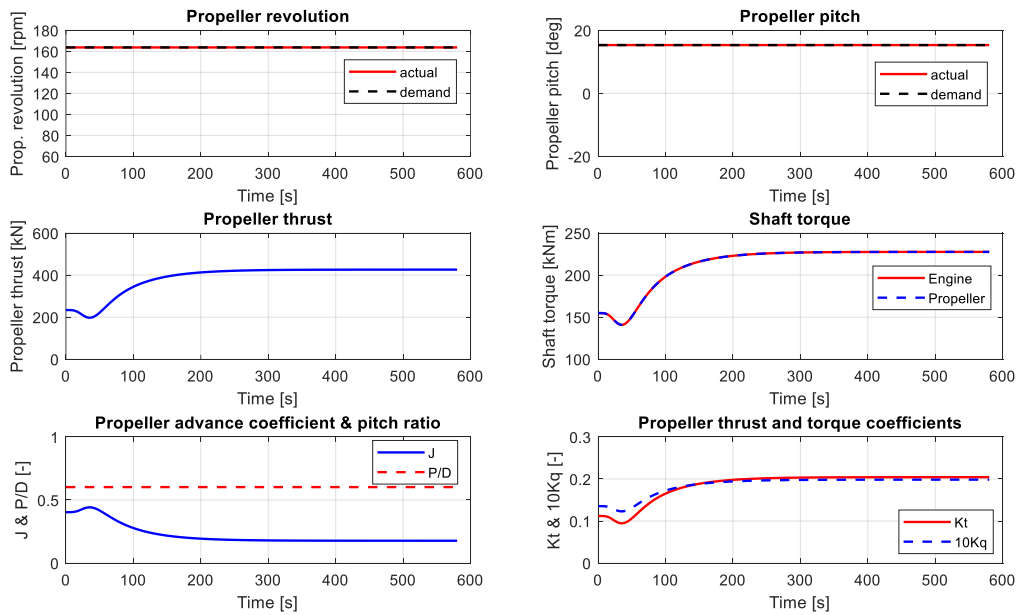 Propeller revolution
Prop. revolution [rpm]
180
160
140
120
100
80
60
actual
demand
0 100 200 300 400 500 600
Time [s]
Propeller pitch
Propeller pitch [deg]
20
0
-20
actual
demand
0 100 200 300 400 500 600
Time [s]
Propeller thrust
Propeller thrust [kN]
600
400
200
0
0 100 200 300 400 500 600
Time [s]
Shaft torque
Shaft torque [kNm]
250
200
150
100
Engine
Propeller
0 100 200 300 400 500 600
Time [s]
Propeller advance coefficient & pitch ratio
J & P/D [-]
1
0.5
0
J
P/D
0 100 200 300 400 500 600
Time [s]
Propeller thrust and torque coefficients
Kt & 10Kq [-]
0.3
0.2
0.1
0
Kt
10Kq
0 100 200 300 400 500 600
Time [s]